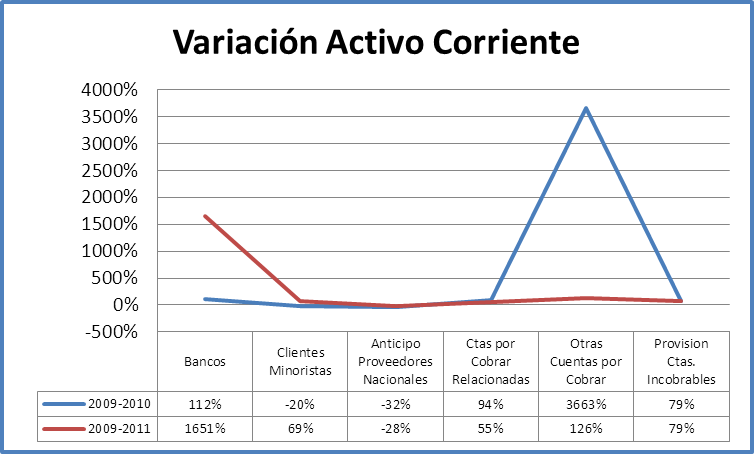 Variación Activo Corriente
4000%
3500%
3000%
2500%
2000%
1500%
1000%
500%
0%
-500%
Bancos
Clientes
Minoristas
Anticipo
Proveedores
Nacionales
Ctas por
Cobrar
Relacionadas
Otras
Cuentas por
Cobrar
Provision
Ctas.
Incobrables
2009-2010 112% -20% -32% 94% 3663% 79%
2009-2011 1651% 69% -28% 55% 126% 79%